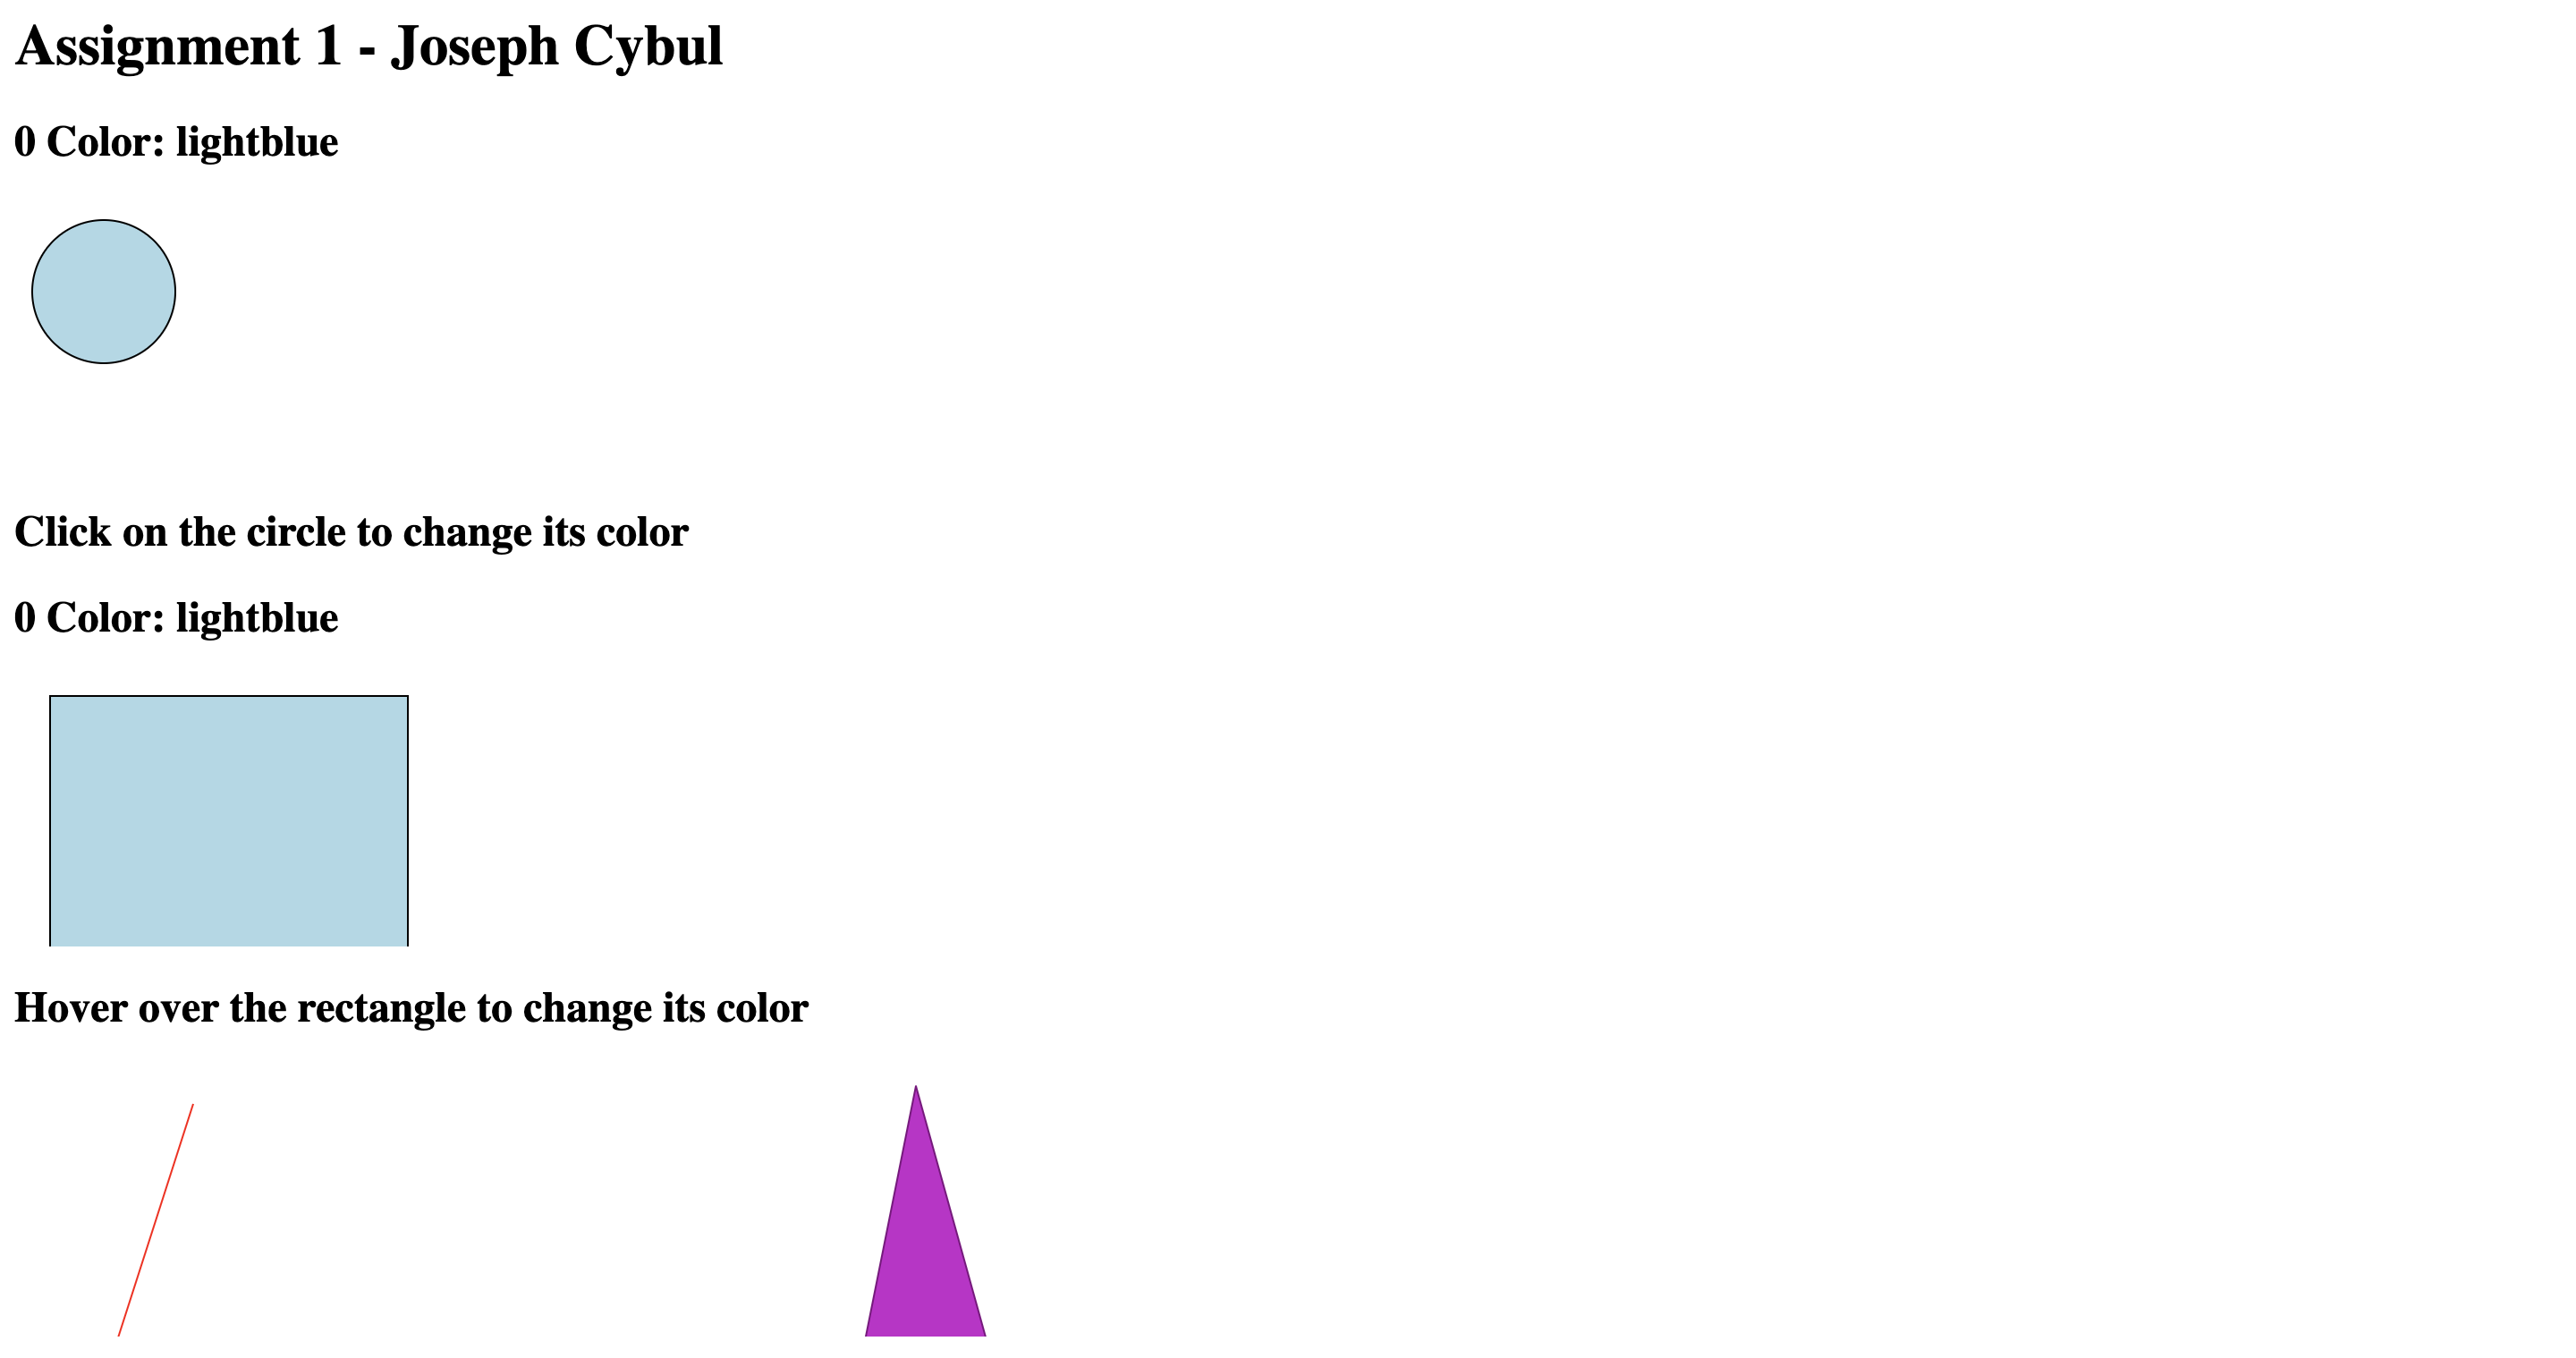 Assignment 1 - Joseph Cybul
0 Color: lightblue
Click on the circle to change its color
0 Color: lightblue
Hover over the rectangle to change its color